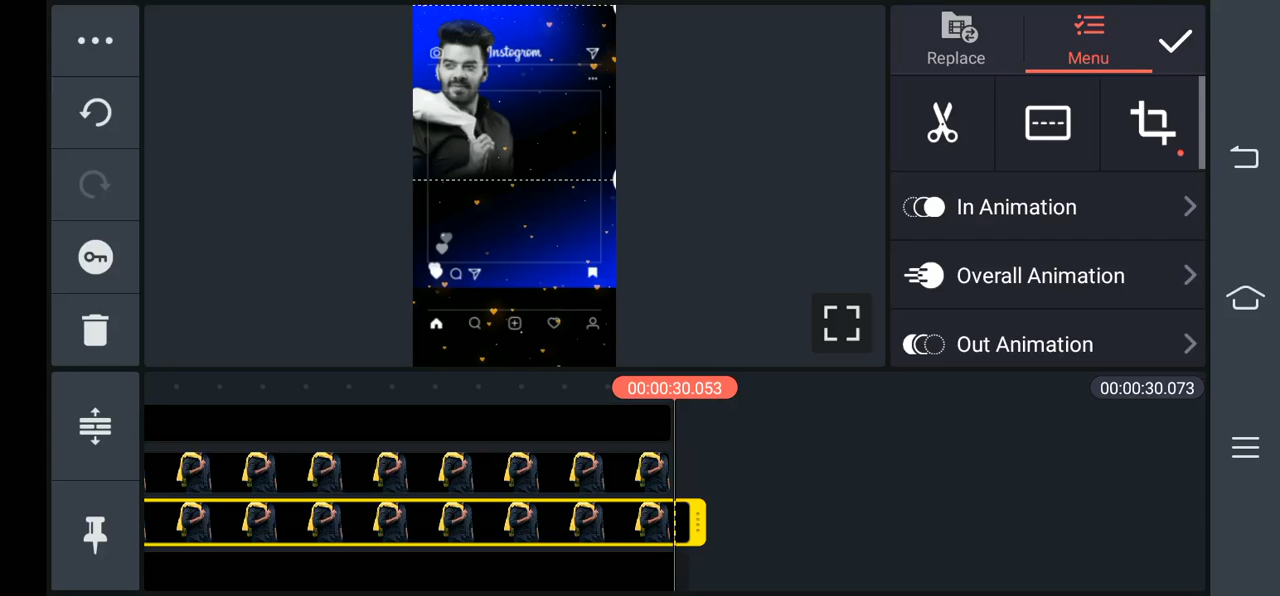 Replace
Menu
Instagram
In Animation
Overall Animation
Out Animation
00:00:30.053
00:00:30.073